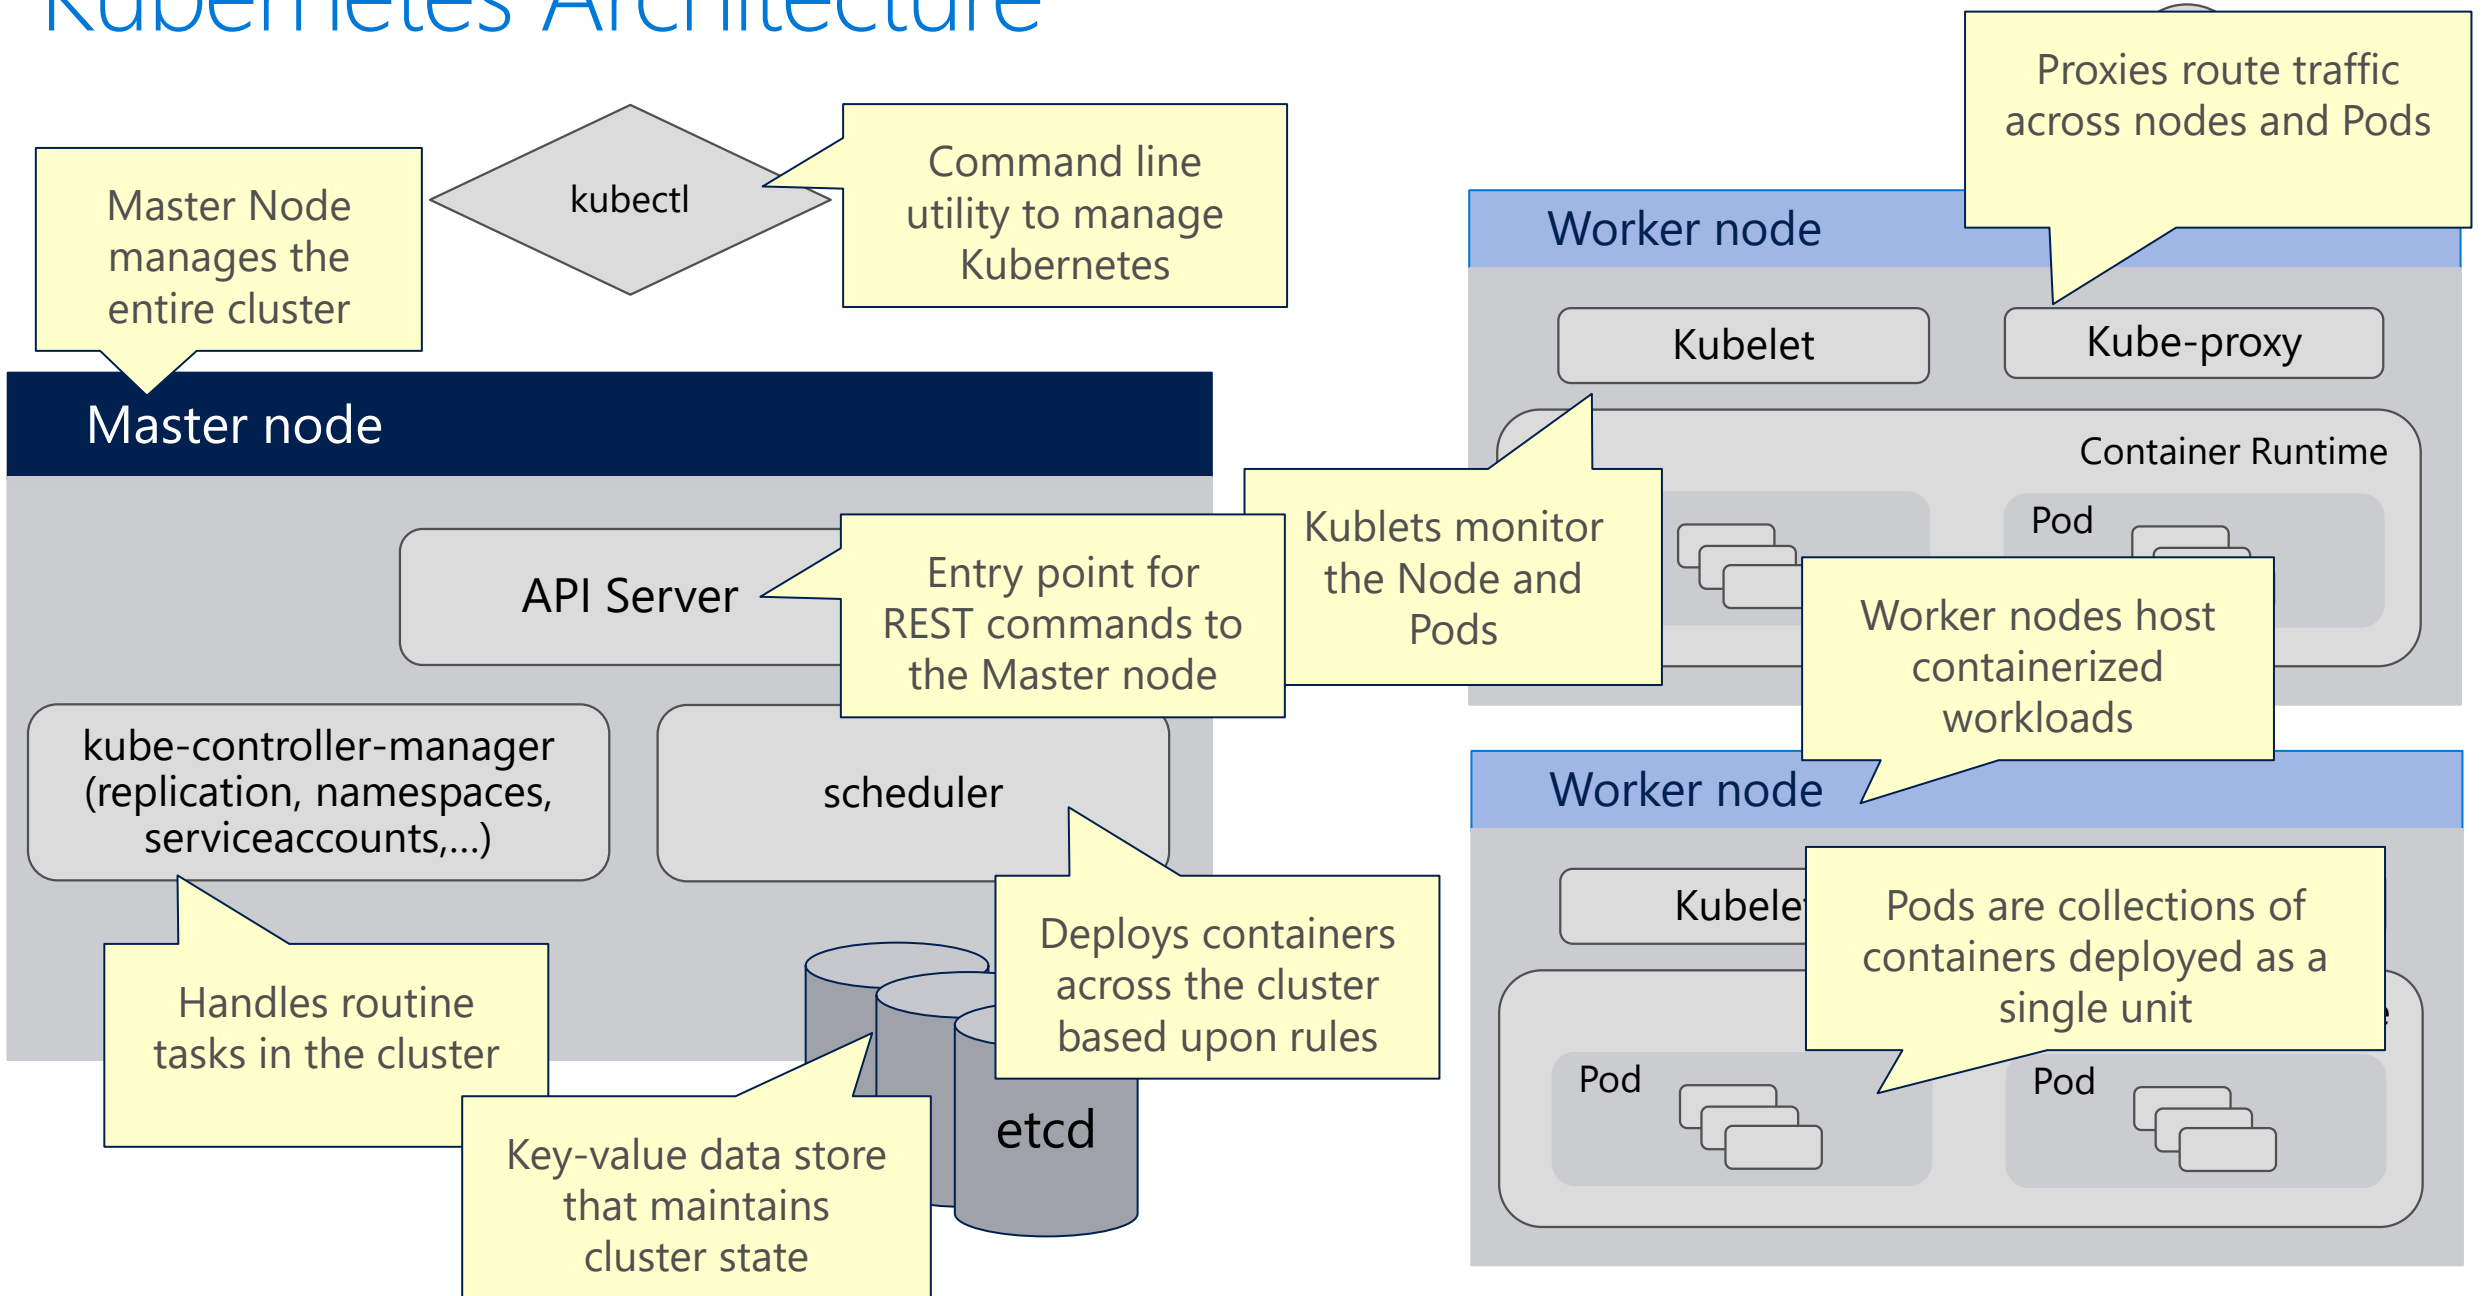 Kubernetes Architecture
Master Node
manages the
entire cluster
kubectl
Command line
utility to manage
Kubernetes
Master node
API Server
Entry point for
REST commands to
the Master node
kube-controller-manager
(replication, namespaces,
serviceaccounts,...)
scheduler
Handles routine
tasks in the cluster
Deploys containers
across the cluster
based upon rules
Key-value data store
that maintains
cluster state
etcd
Proxies route traffic
across nodes and Pods
Worker node
Kubelet
Kube-proxy
Container Runtime
Kublets monitor
the Node and
Pods
Pod
Worker nodes host
containerized
workloads
Worker node
Kubelet
Pods are collections of
containers deployed as a
single unit
Pod
Pod